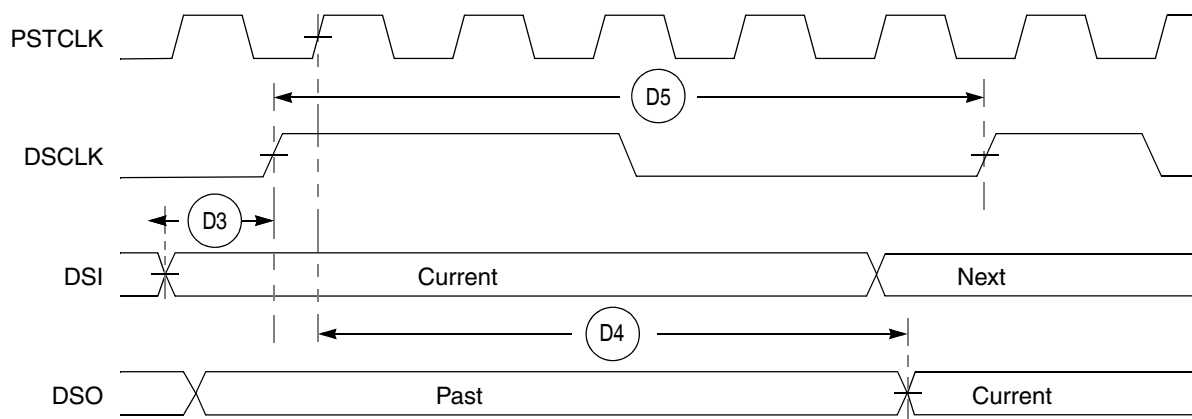 PSTCLK
D5
DSCLK
D3
DSI Current Next
D4
DSO Past Current